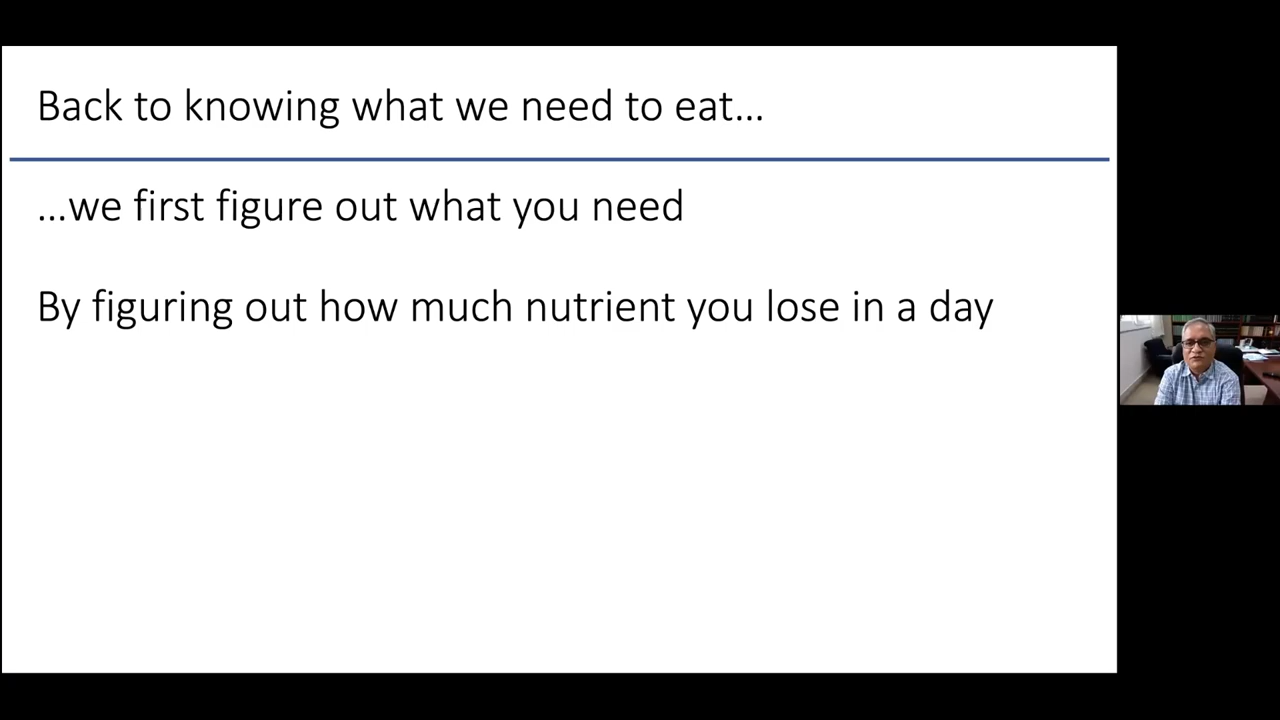 Back to knowing what we need to eat...
...we first figure out what you need
By figuring out how much nutrient you lose in a day